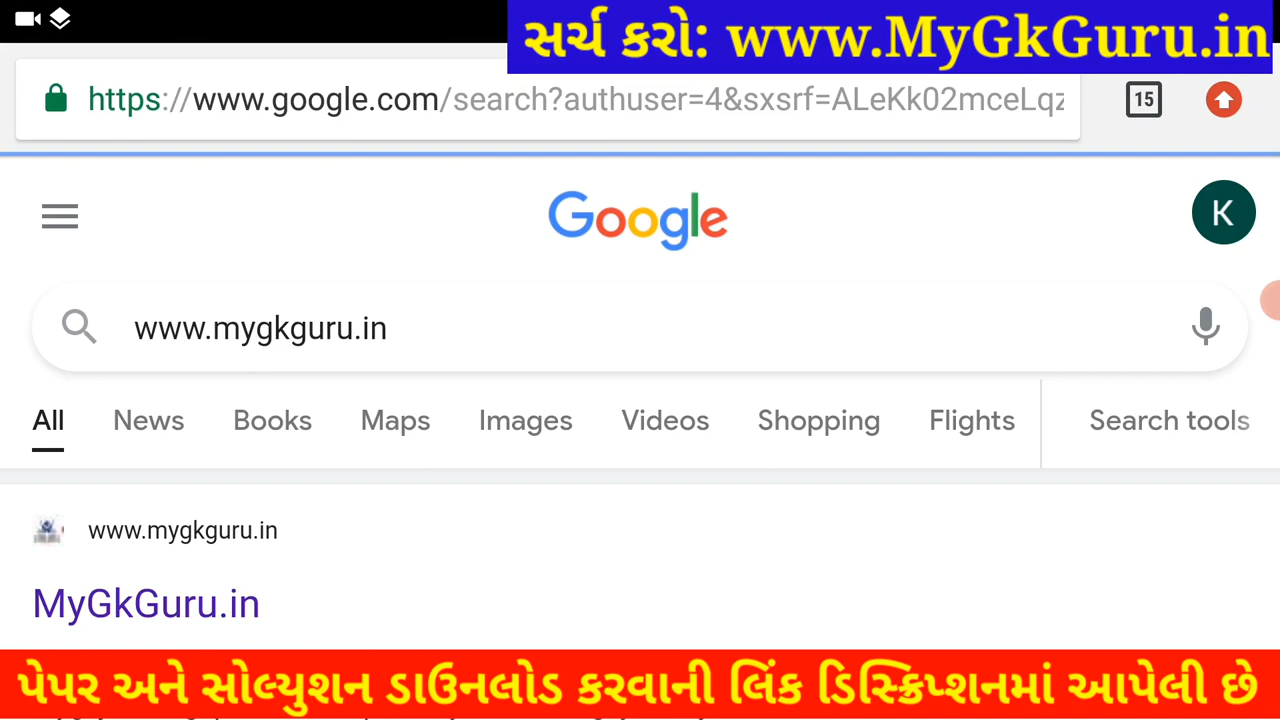 સર્ચ કરો: www.MyGkGuru.in
https://www.google.com/search?authuser=4&sxsrf=ALeKk02mceLqz
15
Google
K
www.mygkguru.in
All News Books Maps Images Videos Shopping Flights Search tools
www.mygkguru.in
MyGkGuru.in
પેપર અને સોલ્યુશન ડાઉનલોડ કરવાની લિંક ડિસ્ક્રિપ્શનમાં આપેલી છે